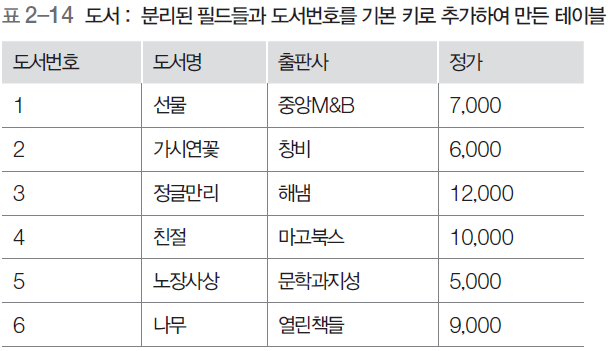 표 2-14 도서 : 분리된 필드들과 도서번호를 기본 키로 추가하여 만든 테이블
도서번호 도서명 출판사 정가
1 선물 중앙M&B 7,000
2 가시연꽃 창비 6,000
3 정글만리 해냄 12,000
4 친절 마고북스 10,000
5 노장사상 문학과지성 5,000
6 나무 열린책들 9,000